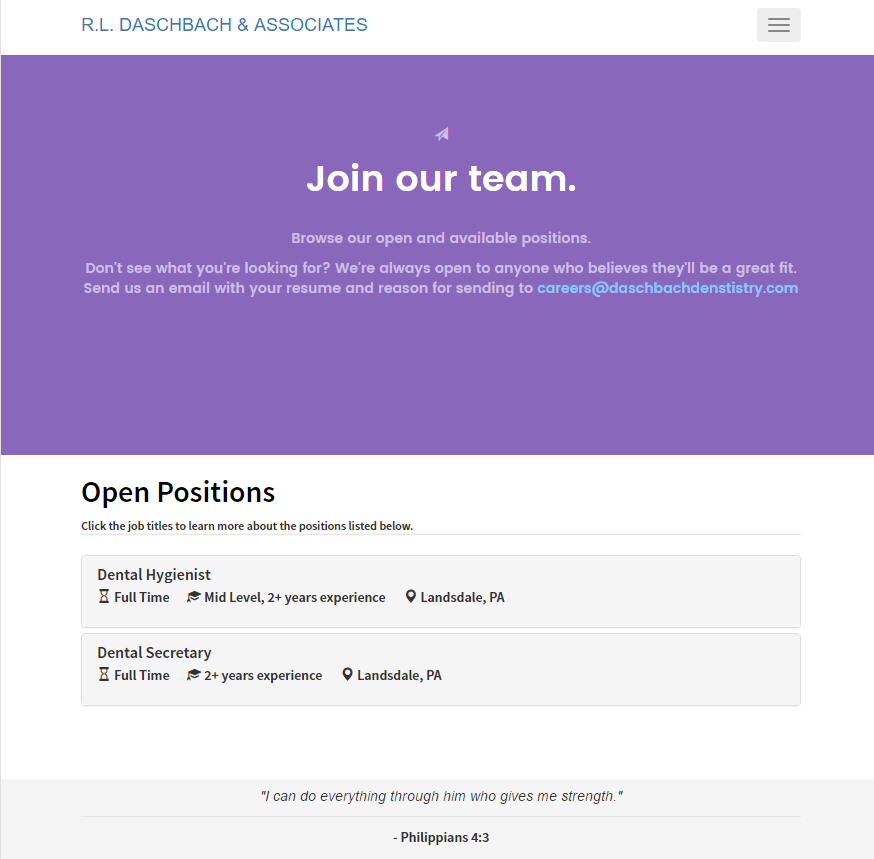 R.L. DASCHBACH & ASSOCIATES
Join our team.
Browse our open and available positions.
Don't see what you're looking for? We're always open to anyone who believes they'll be a great fit.
Send us an email with your resume and reason for sending to careers@daschbachdenstistry.com
Open Positions
Click the job titles to learn more about the positions listed below.
Dental Hygienist
Full Time Mid Level, 2+ years experience Landsdale, PA
Dental Secretary
Full Time 2+ years experience Landsdale, PA
"I can do everything through him who gives me strength."
- Philippians 4:3